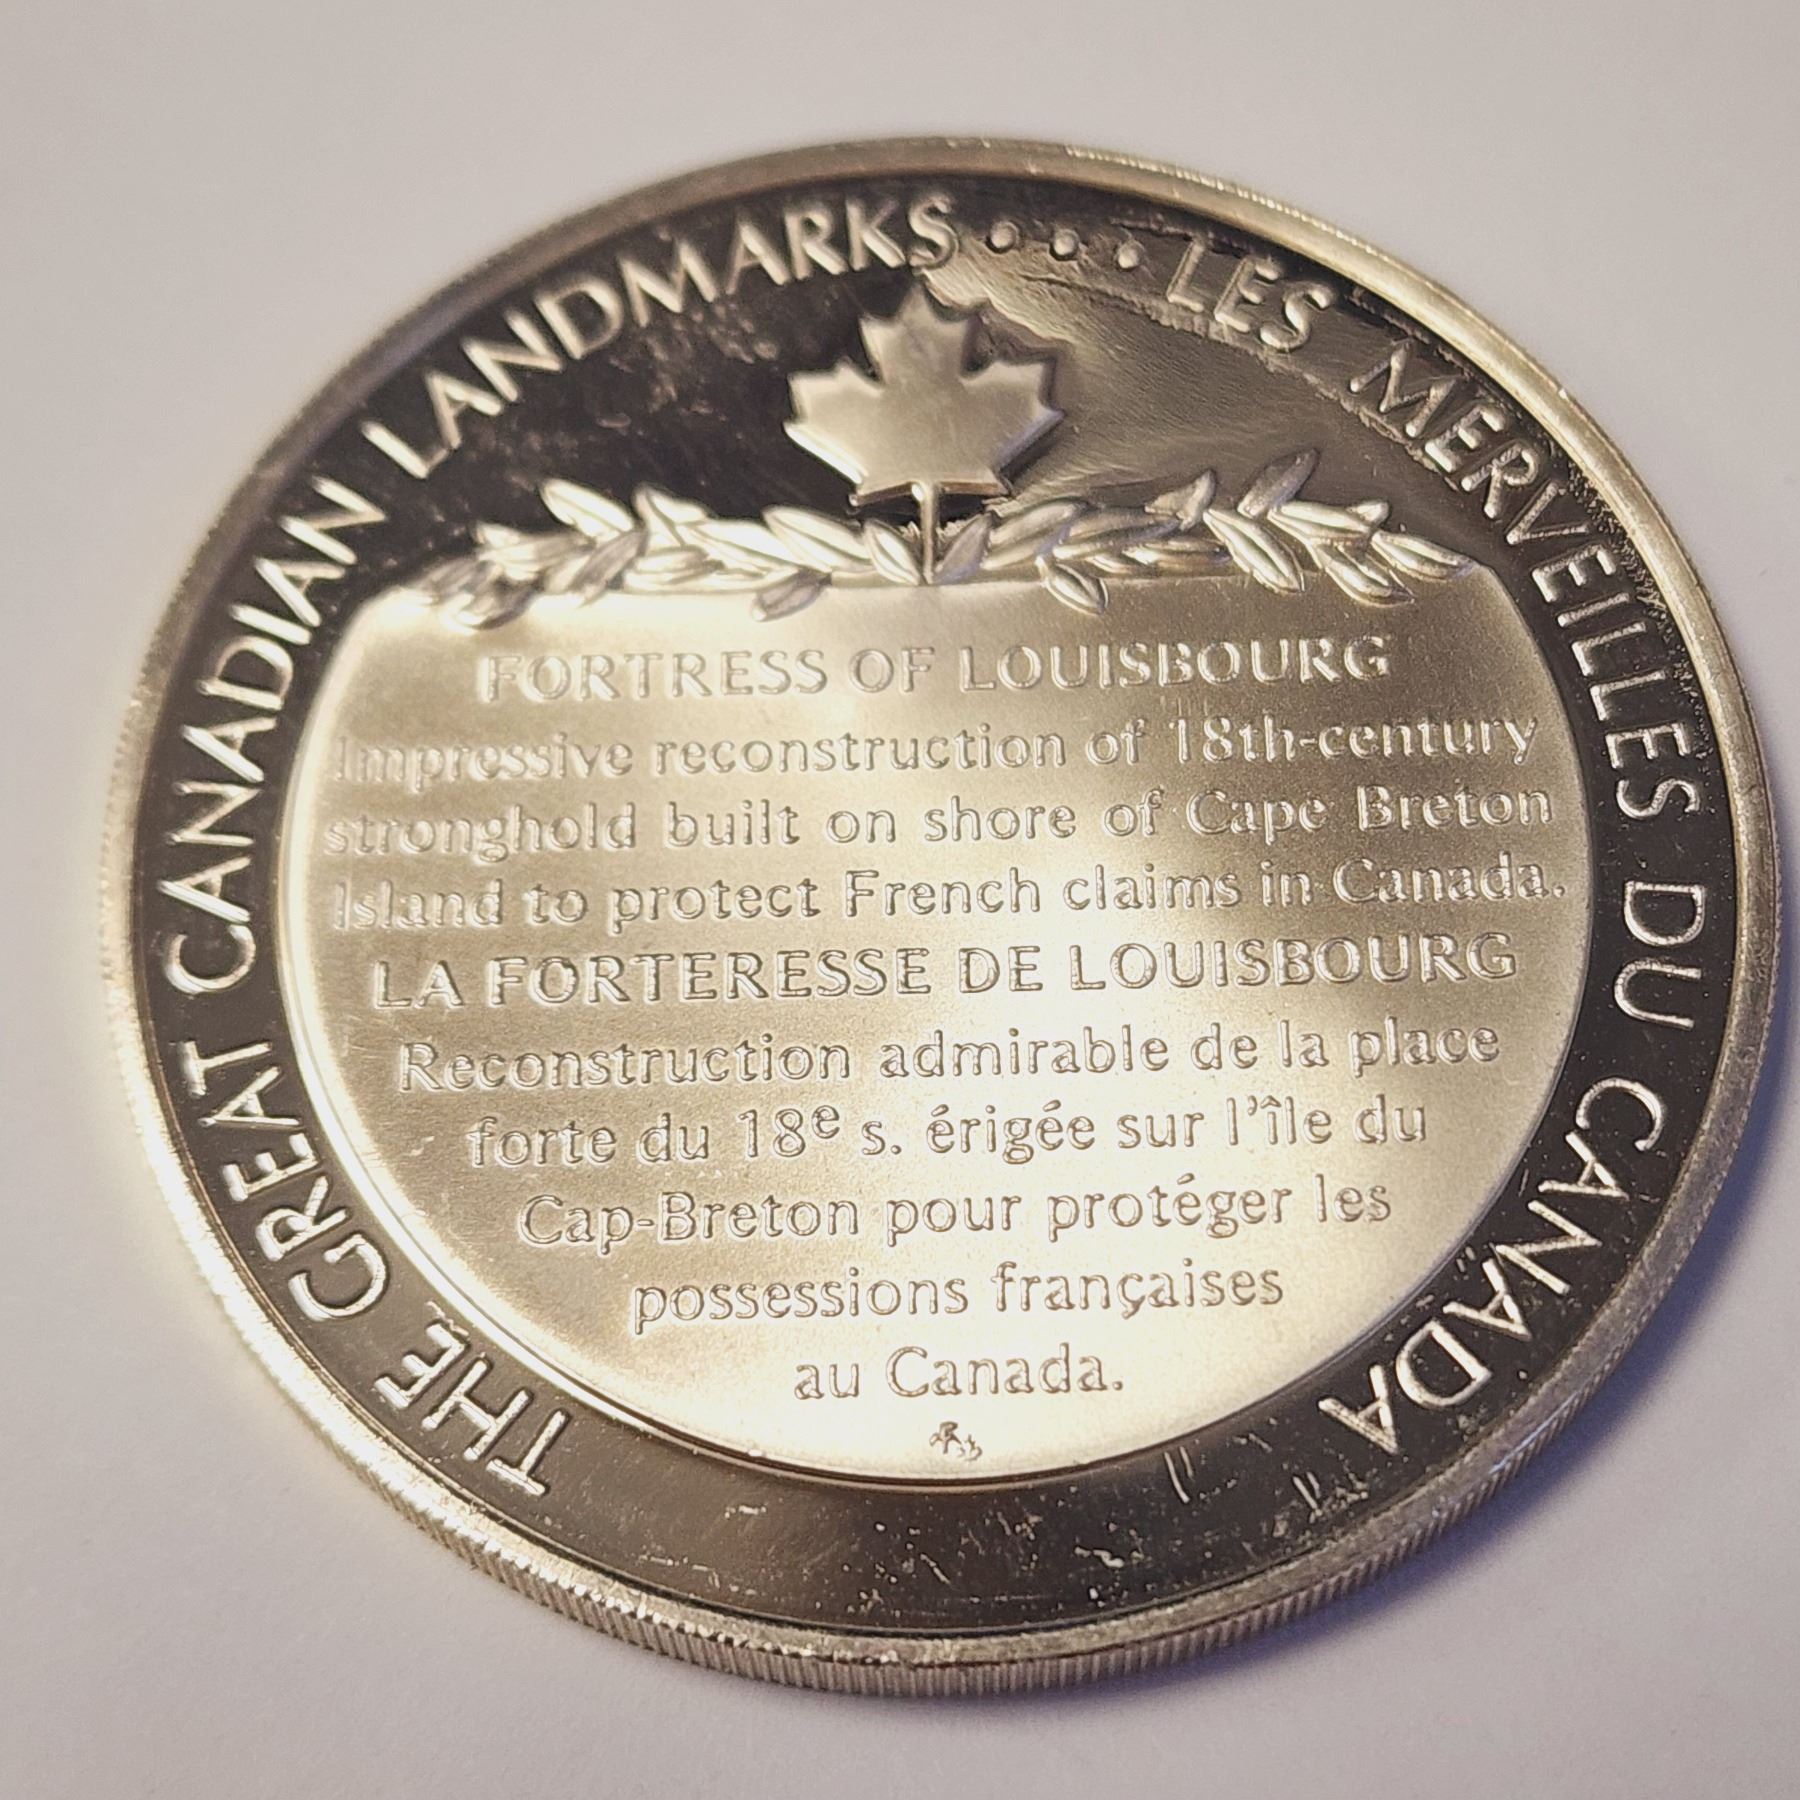 THE GREAT CANADIAN LANDMARKS....LES MERVEILLES DU CANADA
FORTRESS OF LOUISBOURG
Impressive reconstruction of 18th-century
stronghold built on shore of Cape Breton
Island to protect French claims in Canada.
LA FORTERESSE DE LOUISBOURG
Reconstruction admirable de la place
forte du 18e s. érigée sur l'île du
Cap-Breton pour protéger les
possessions françaises
au Canada.